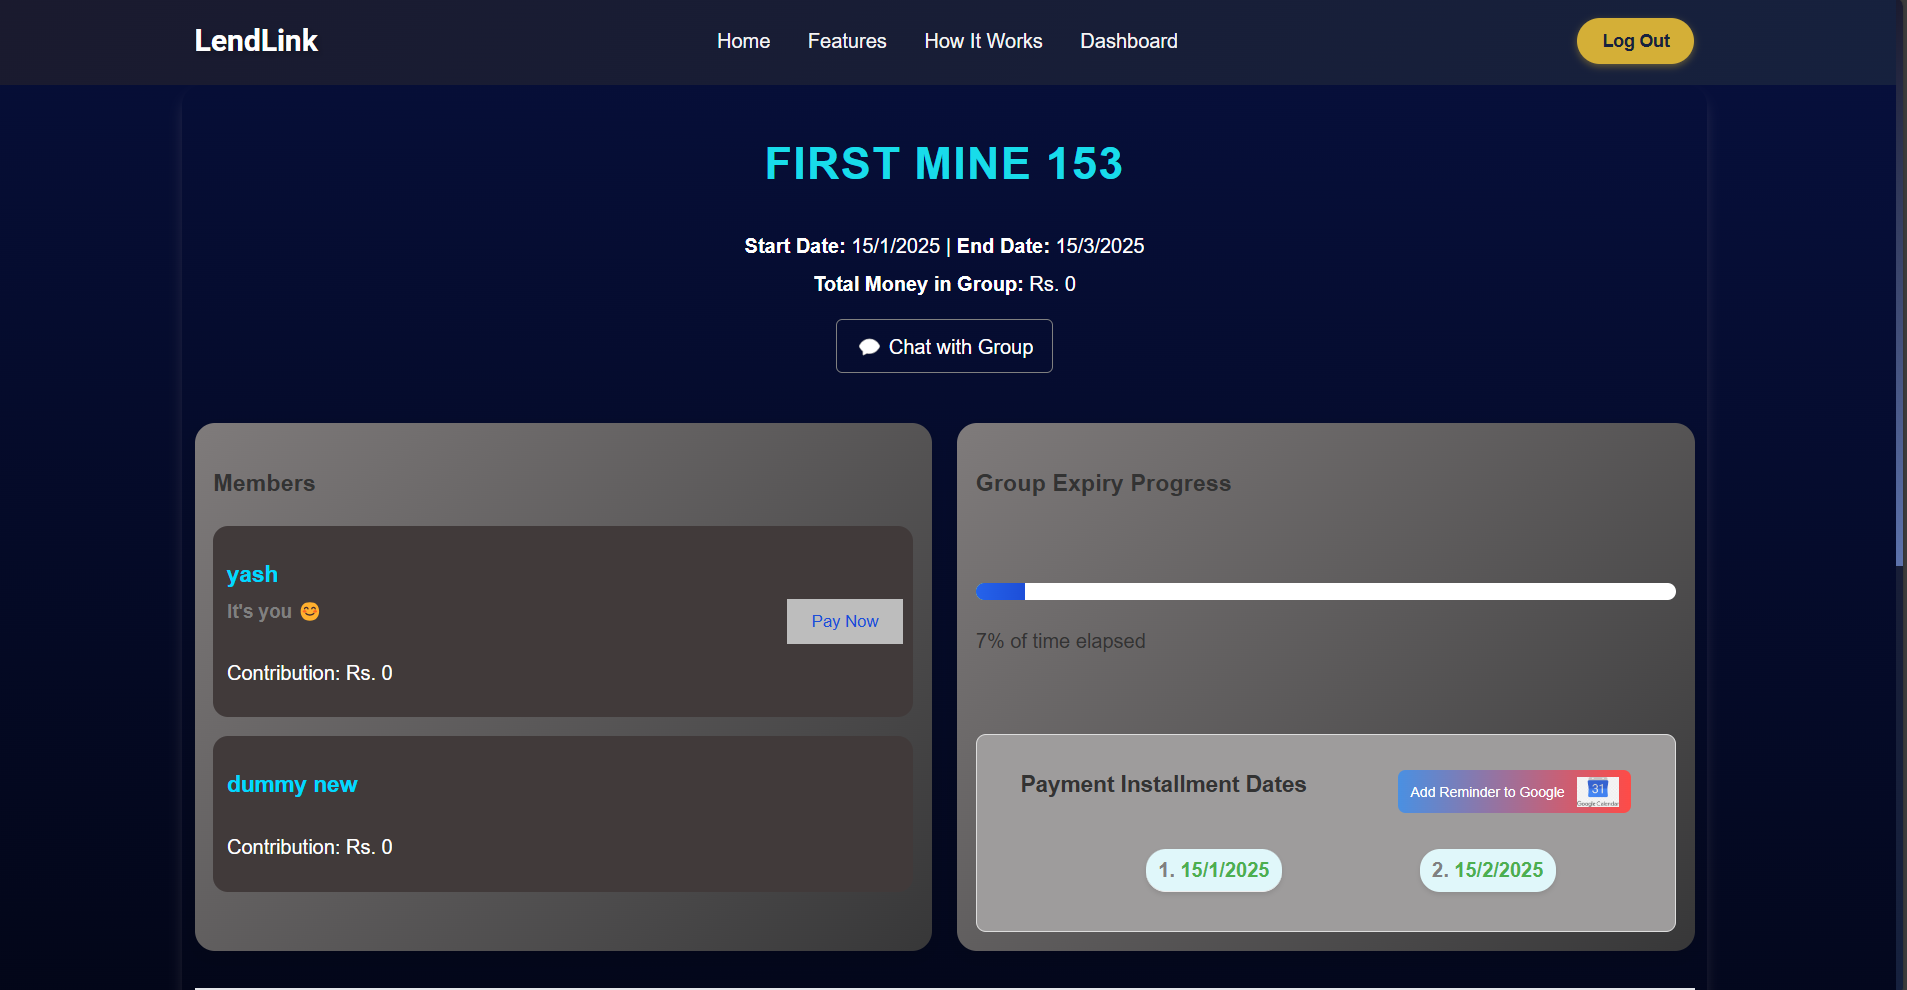 LendLink
Home Features How It Works Dashboard
Log Out
FIRST MINE 153
Start Date: 15/1/2025 | End Date: 15/3/2025
Total Money in Group: Rs. 0
Chat with Group
Members
yash
It's you 😊
Pay Now
Contribution: Rs. 0
dummy new
Contribution: Rs. 0
Group Expiry Progress
7% of time elapsed
Payment Installment Dates
Add Reminder to Google
31
Google Calendar
1. 15/1/2025
2. 15/2/2025